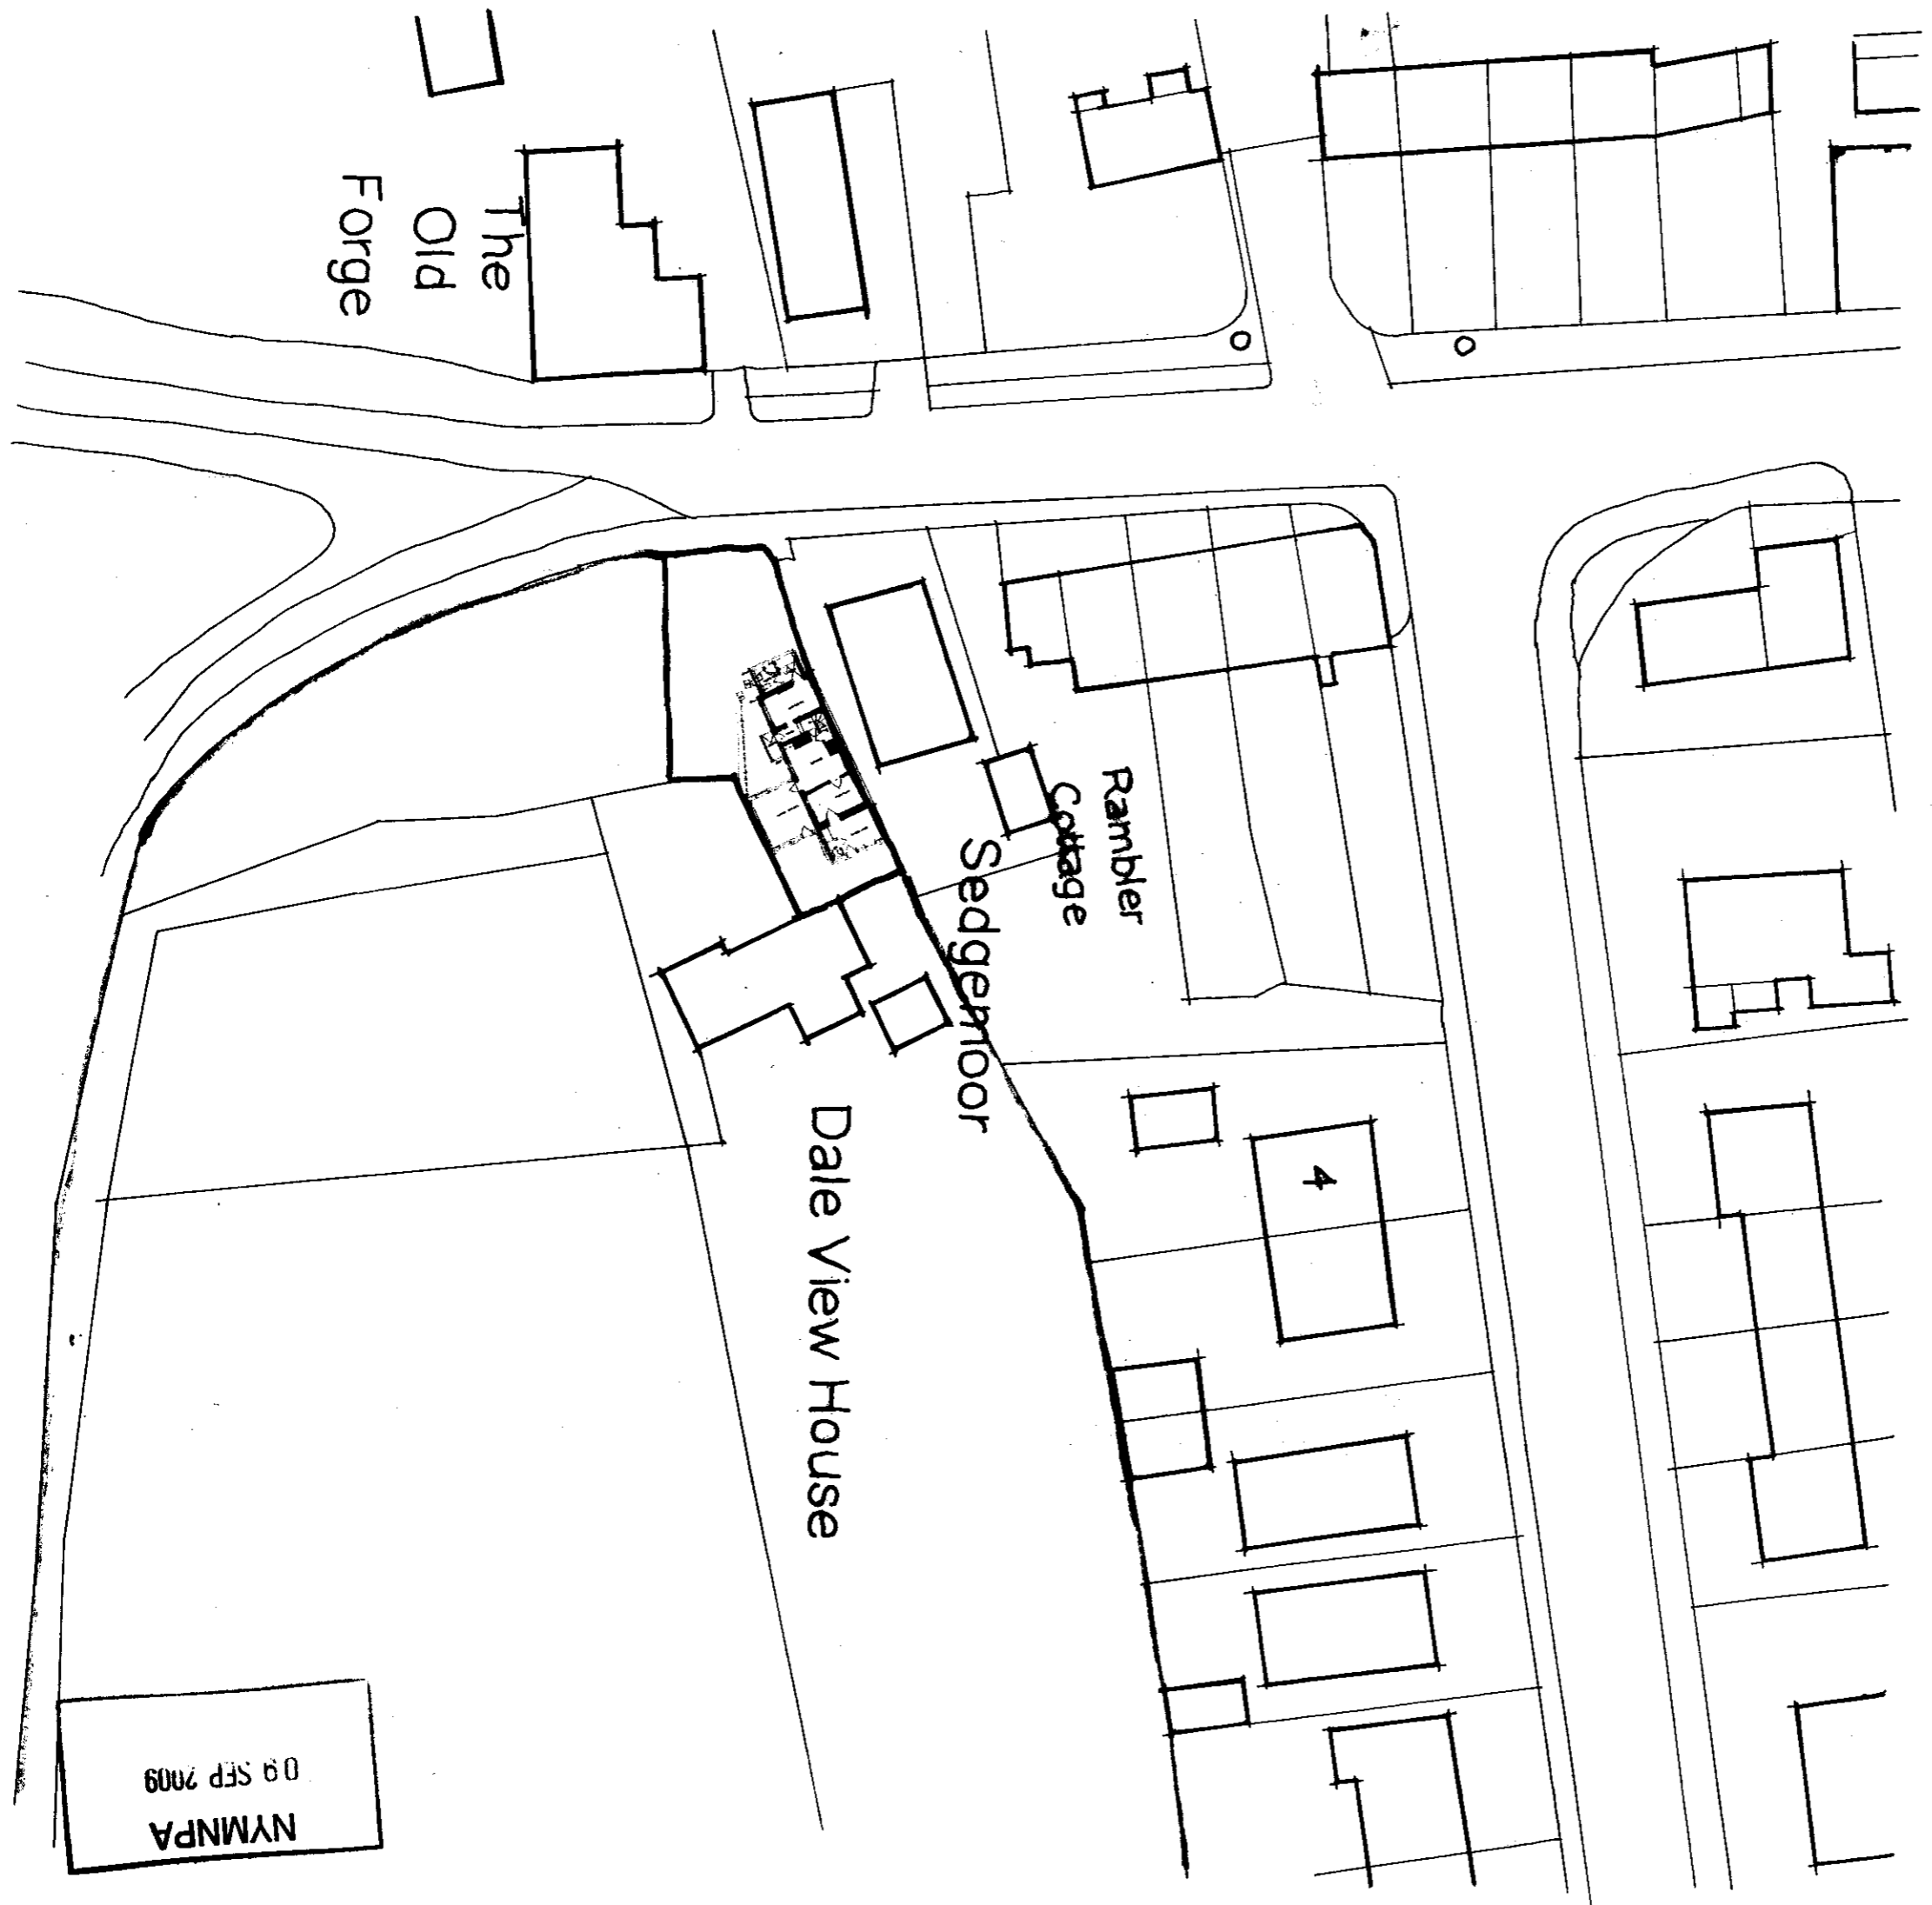 The
Old
Forge
Rambler
Cottage
Sedgemoor
4
Dale View House
NYMNPA
09 SEP 2009